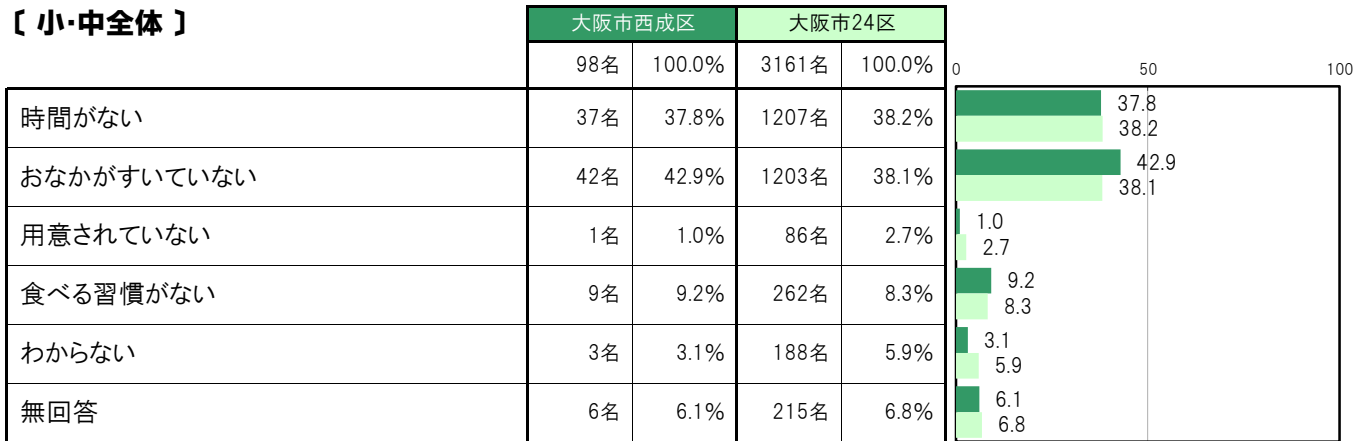 〔 小・中全体 〕
大阪市西成区 大阪市24区
98名 100.0% 3161名 100.0%
0 50 100
時間がない 37名 37.8% 1207名 38.2%
37.8
38.2
おなかがすいていない 42名 42.9% 1203名 38.1%
42.9
38.1
用意されていない 1名 1.0% 86名 2.7%
1.0
2.7
食べる習慣がない 9名 9.2% 262名 8.3%
9.2
8.3
わからない 3名 3.1% 188名 5.9%
3.1
5.9
無回答 6名 6.1% 215名 6.8%
6.1
6.8